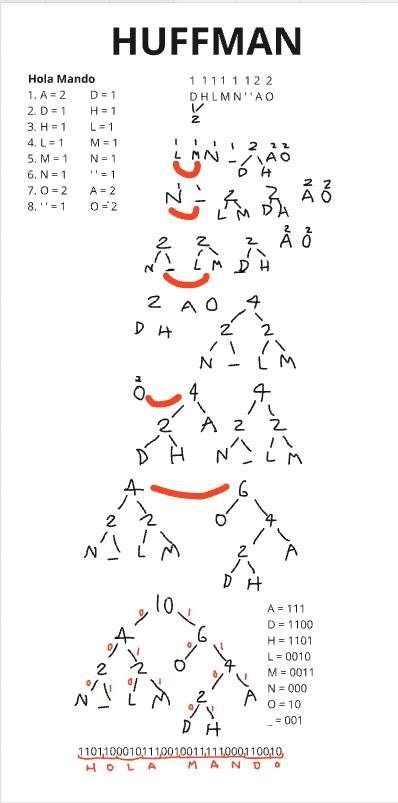 HUFFMAN
Hola Mando
1. A = 2 D = 1
2. D = 1 H = 1
3. H = 1 L = 1
4. L = 1 M = 1
5. M = 1 N = 1
6. N = 1 '' = 1
7. O = 2 A = 2
8. '' = 1 O = 2
1 1 1 1 1 1 2 2
D H L M N '' A O
2
1 1 1 1 2 2 2
L M N _ A O
D H
N _ 2 2 2 2
L M D H A O
2 2 2 2 2
N _ L M D H A O
2 A O 4
D H 2 2
N _ L M
2
O 4 4
2 A 2 2
D H N _ L M
4 6
2 2 O 4
N _ L M 2 A
D H
10
0 1
4 6
0 1 0 1
2 2 O 4
0 1 0 1 0 1
N _ L M 2 A
0 1
D H
A = 111
D = 1100
H = 1101
L = 0010
M = 0011
N = 000
O = 10
_ = 001
11011000101110010011111000110010
H O L A M A N D O